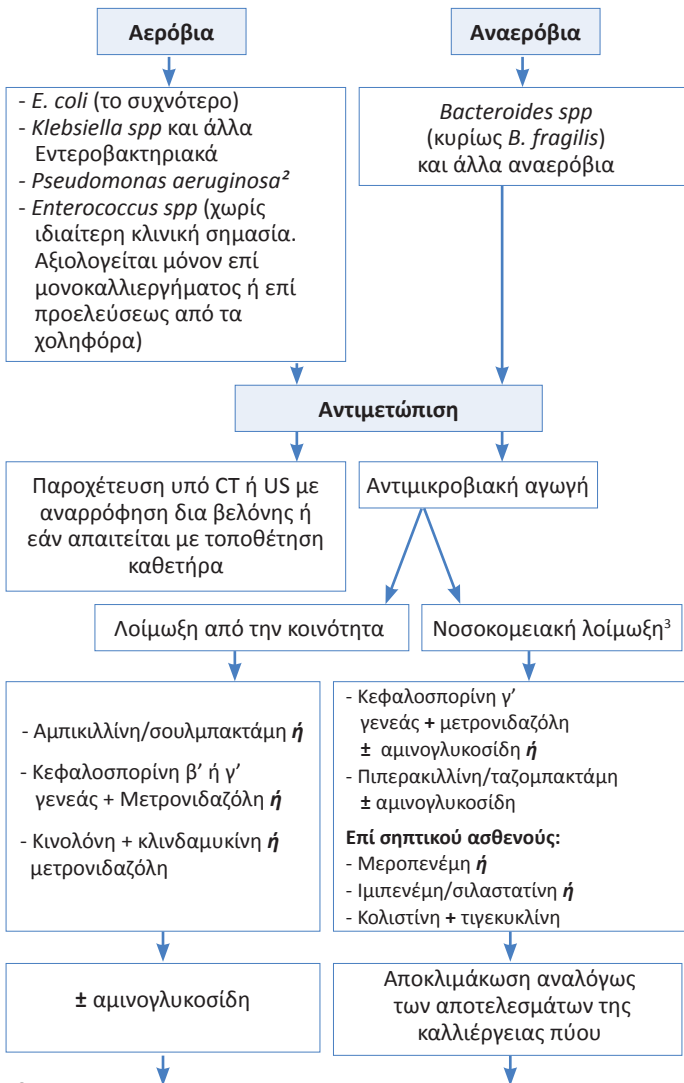 Αερόβια
Αναερόβια
- E. coli (το συχνότερο)
- Klebsiella spp και άλλα
Εντεροβακτηριακά
- Pseudomonas aeruginosa²
- Enterococcus spp (χωρίς
ιδιαίτερη κλινική σημασία.
Αξιολογείται μόνον επί
μονοκαλλιεργήματος ή επί
προελεύσεως από τα
χοληφόρα)
Bacteroides spp
(κυρίως B. fragilis)
και άλλα αναερόβια
Αντιμετώπιση
Παροχέτευση υπό CT ή US με
αναρρόφηση δια βελόνης ή
εάν απαιτείται με τοποθέτηση
καθετήρα
Αντιμικροβιακή αγωγή
Λοίμωξη από την κοινότητα
Νοσοκομειακή λοίμωξη³
- Αμπικιλλίνη/σουλμπακτάμη ή
- Κεφαλοσπορίνη β’ ή γ’
γενεάς + Μετρονιδαζόλη ή
- Κινολόνη + κλινδαμυκίνη ή
μετρονιδαζόλη
- Κεφαλοσπορίνη γ’
γενεάς + μετρονιδαζόλη
± αμινογλυκοσίδη ή
- Πιπερακιλλίνη/ταζομπακτάμη
± αμινογλυκοσίδη
Επί σηπτικού ασθενούς:
- Μεροπενέμη ή
- Ιμιπενέμη/σιλαστατίνη ή
- Κολιστίνη + τιγεκυκλίνη
± αμινογλυκοσίδη
Αποκλιμάκωση αναλόγως
των αποτελεσμάτων της
καλλιέργειας πύου